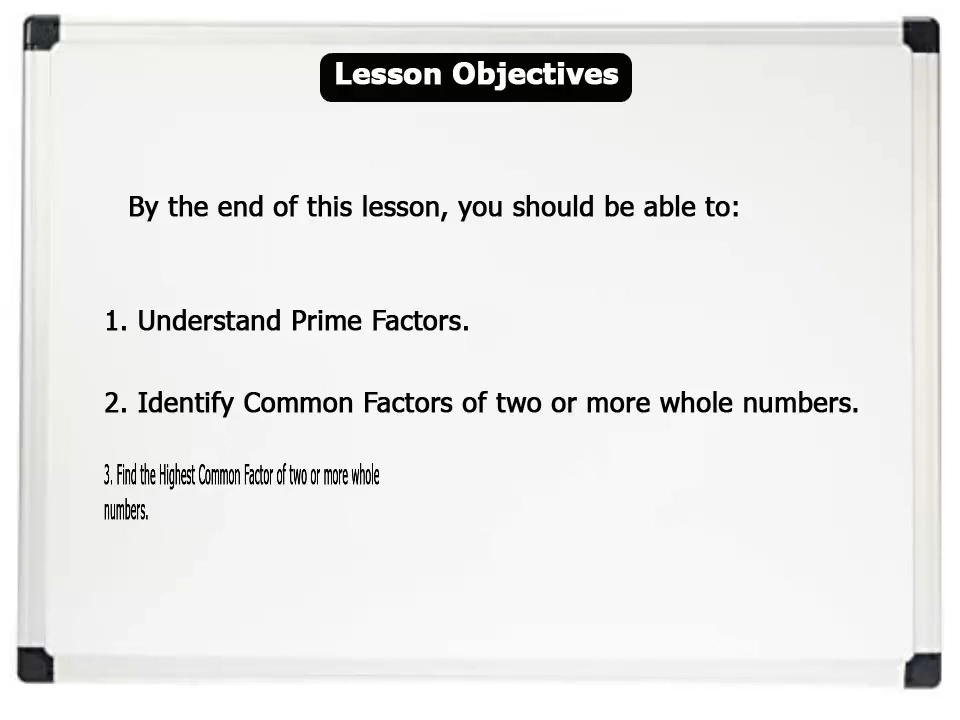 Lesson Objectives
By the end of this lesson, you should be able to:
1. Understand Prime Factors.
2. Identify Common Factors of two or more whole numbers.
3. Find the Highest Common Factor of two or more whole
numbers.